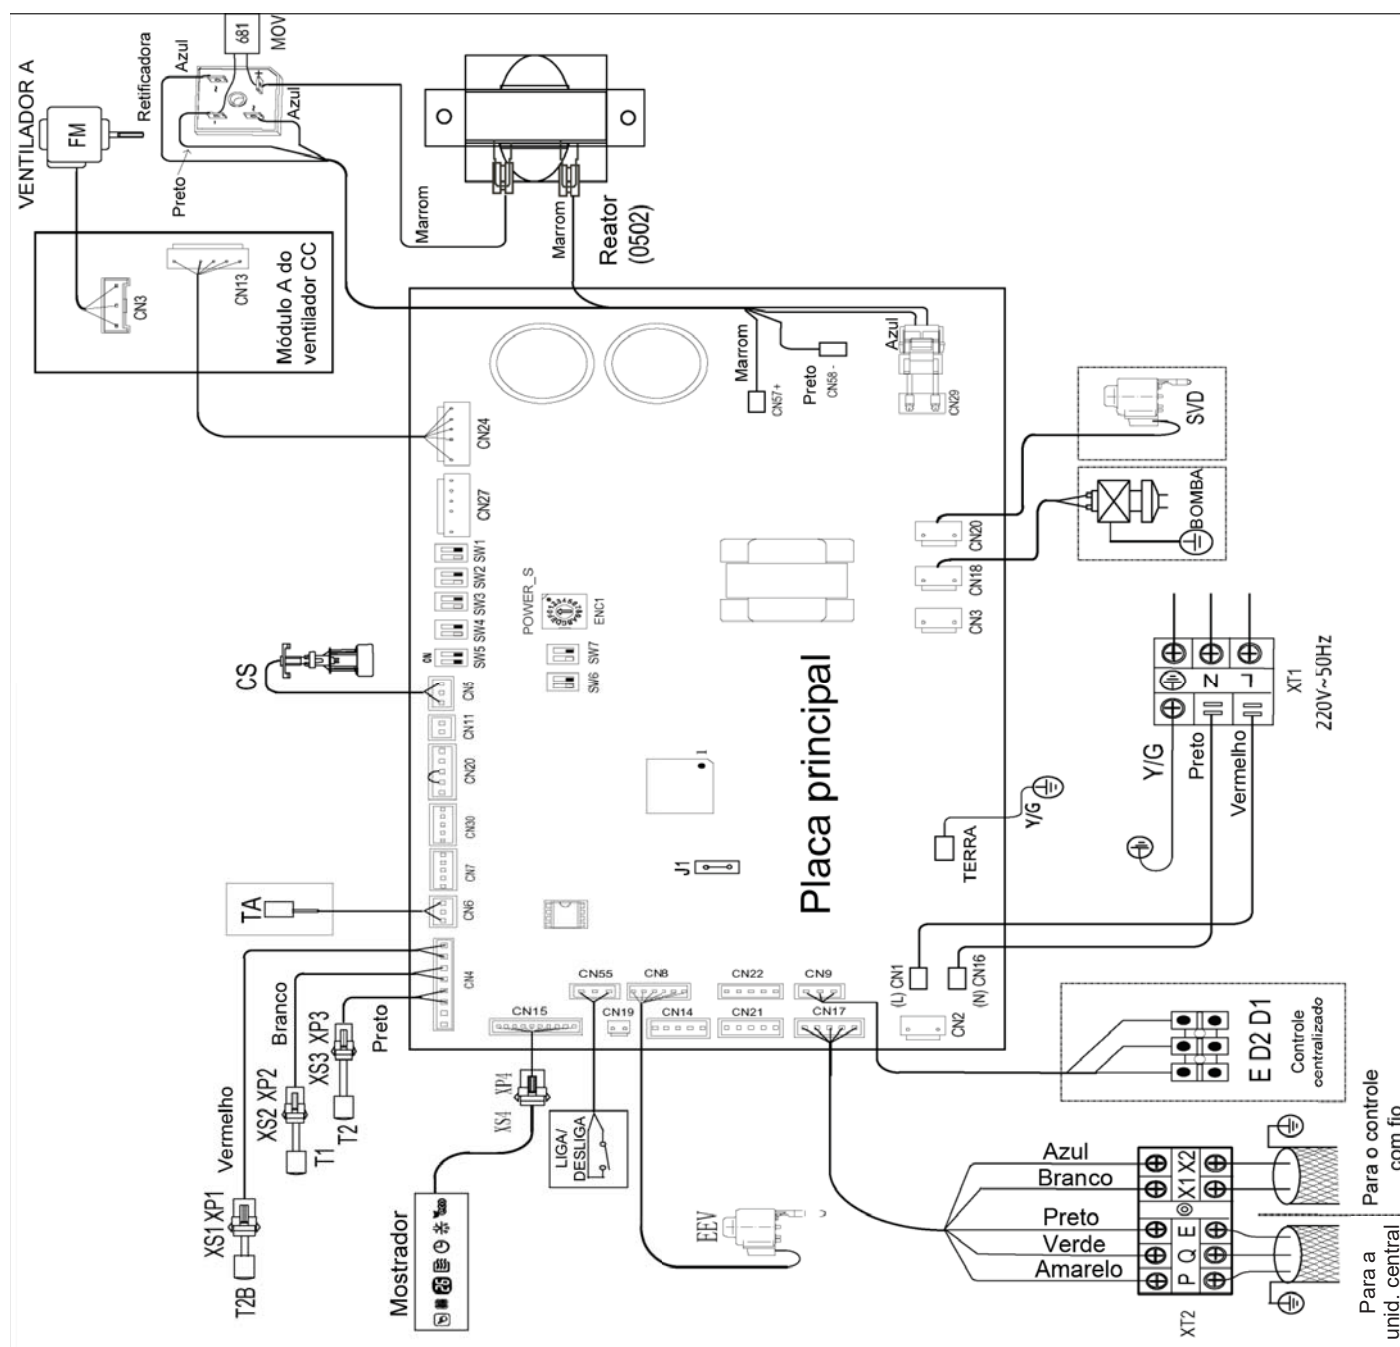 VENTILADOR A
FM
Retificadora
Azul
681
MOV
~
+
-
~
Azul
Preto
CN3
CN13
Módulo A do
ventilador CC
Marrom
Marrom
Reator
(0502)
CN24
CN27
SW1
SW2
SW3
SW4
SW5
ON
POWER_S
ENC1
SW7
SW6
Marrom
CN57+
Preto
CN58-
Azul
CN29
SVD
BOMBA
CN20
CN18
CN3
CS
CN5
CN11
CN20
CN30
CN7
CN6
CN4
TA
1
J1
Placa principal
TERRA
Y/G
Y/G
Preto
Vermelho
N
L
XT1
220V~50Hz
(L) CN1
(N) CN16
CN2
CN55
CN8
CN22
CN9
CN15
CN19
CN14
CN21
CN17
Vermelho
Branco
Preto
XS1 XP1
T2B
XS2 XP2
T1
XS3 XP3
T2
XS4 XP4
Mostrador
26
LIGA/
DESLIGA
EEV
E D2 D1
Controle
centralizado
Azul
Branco
Preto
Verde
Amarelo
P Q E X1 X2
XT2
Para o controle
com fio
Para a
unid. central